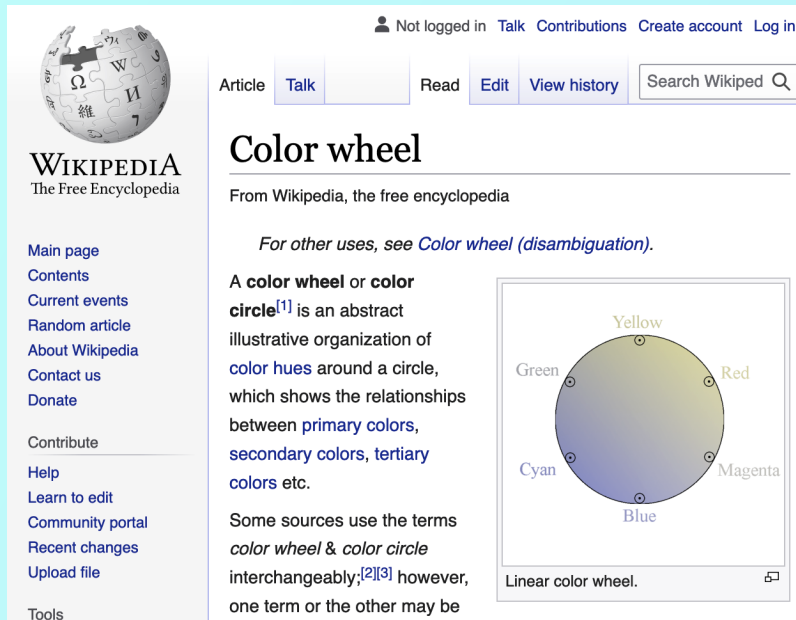 Not logged in Talk Contributions Create account Log in
Article Talk Read Edit View history Search Wikiped
WIKIPEDIA
The Free Encyclopedia
Ω
W
И
維
7
Main page
Contents
Current events
Random article
About Wikipedia
Contact us
Donate
Contribute
Help
Learn to edit
Community portal
Recent changes
Upload file
Tools
Color wheel
From Wikipedia, the free encyclopedia
For other uses, see Color wheel (disambiguation).
A color wheel or color
circle[1] is an abstract
illustrative organization of
color hues around a circle,
which shows the relationships
between primary colors,
secondary colors, tertiary
colors etc.
Some sources use the terms
color wheel & color circle
interchangeably;[2][3] however,
one term or the other may be
Yellow
Green
Red
Cyan
Magenta
Blue
Linear color wheel.